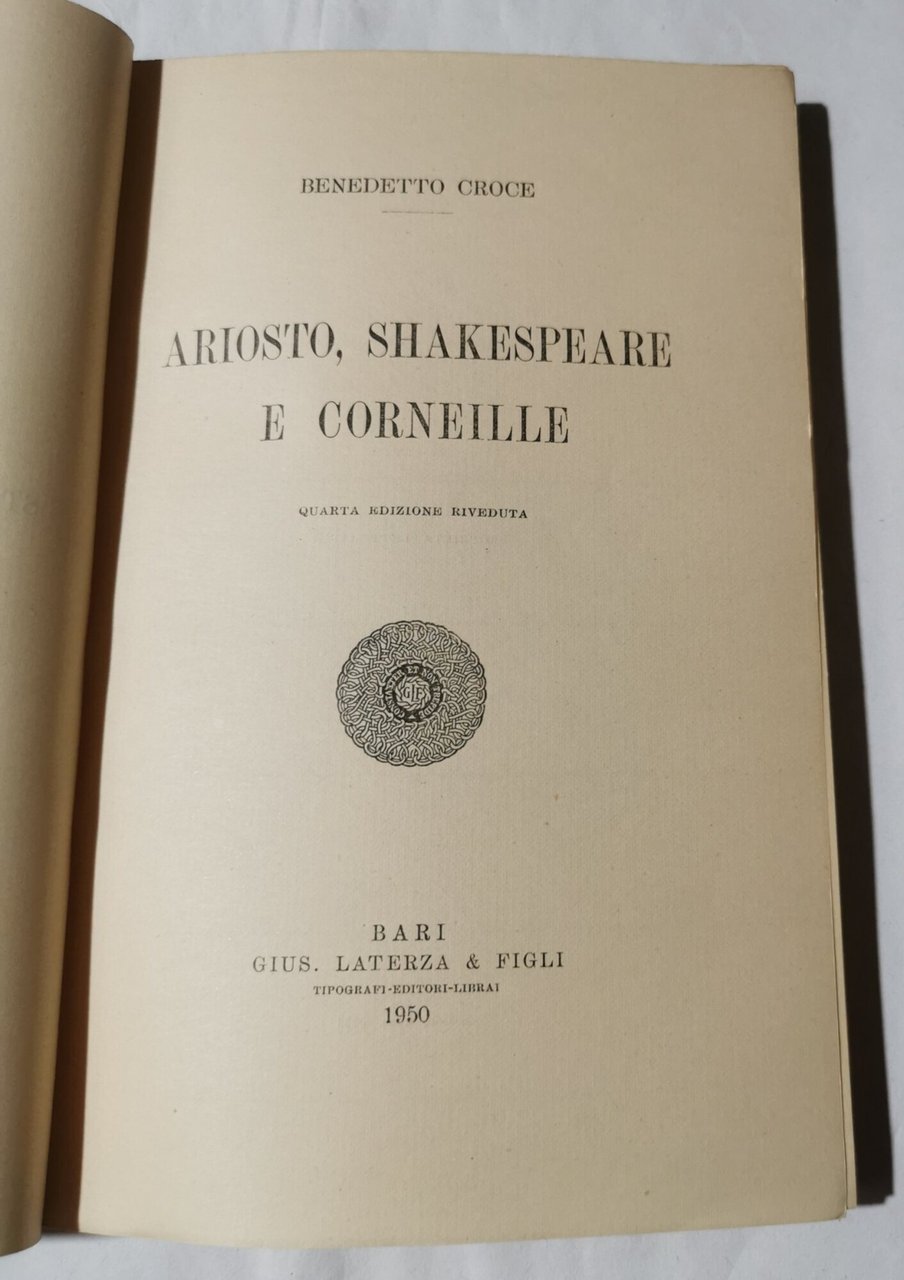 BENEDETTO CROCE
ARIOSTO, SHAKESPEARE
E CORNEILLE
QUARTA EDIZIONE RIVEDUTA
BARI
GIUS. LATERZA & FIGLI
TIPOGRAFI-EDITORI-LIBRAI
1950